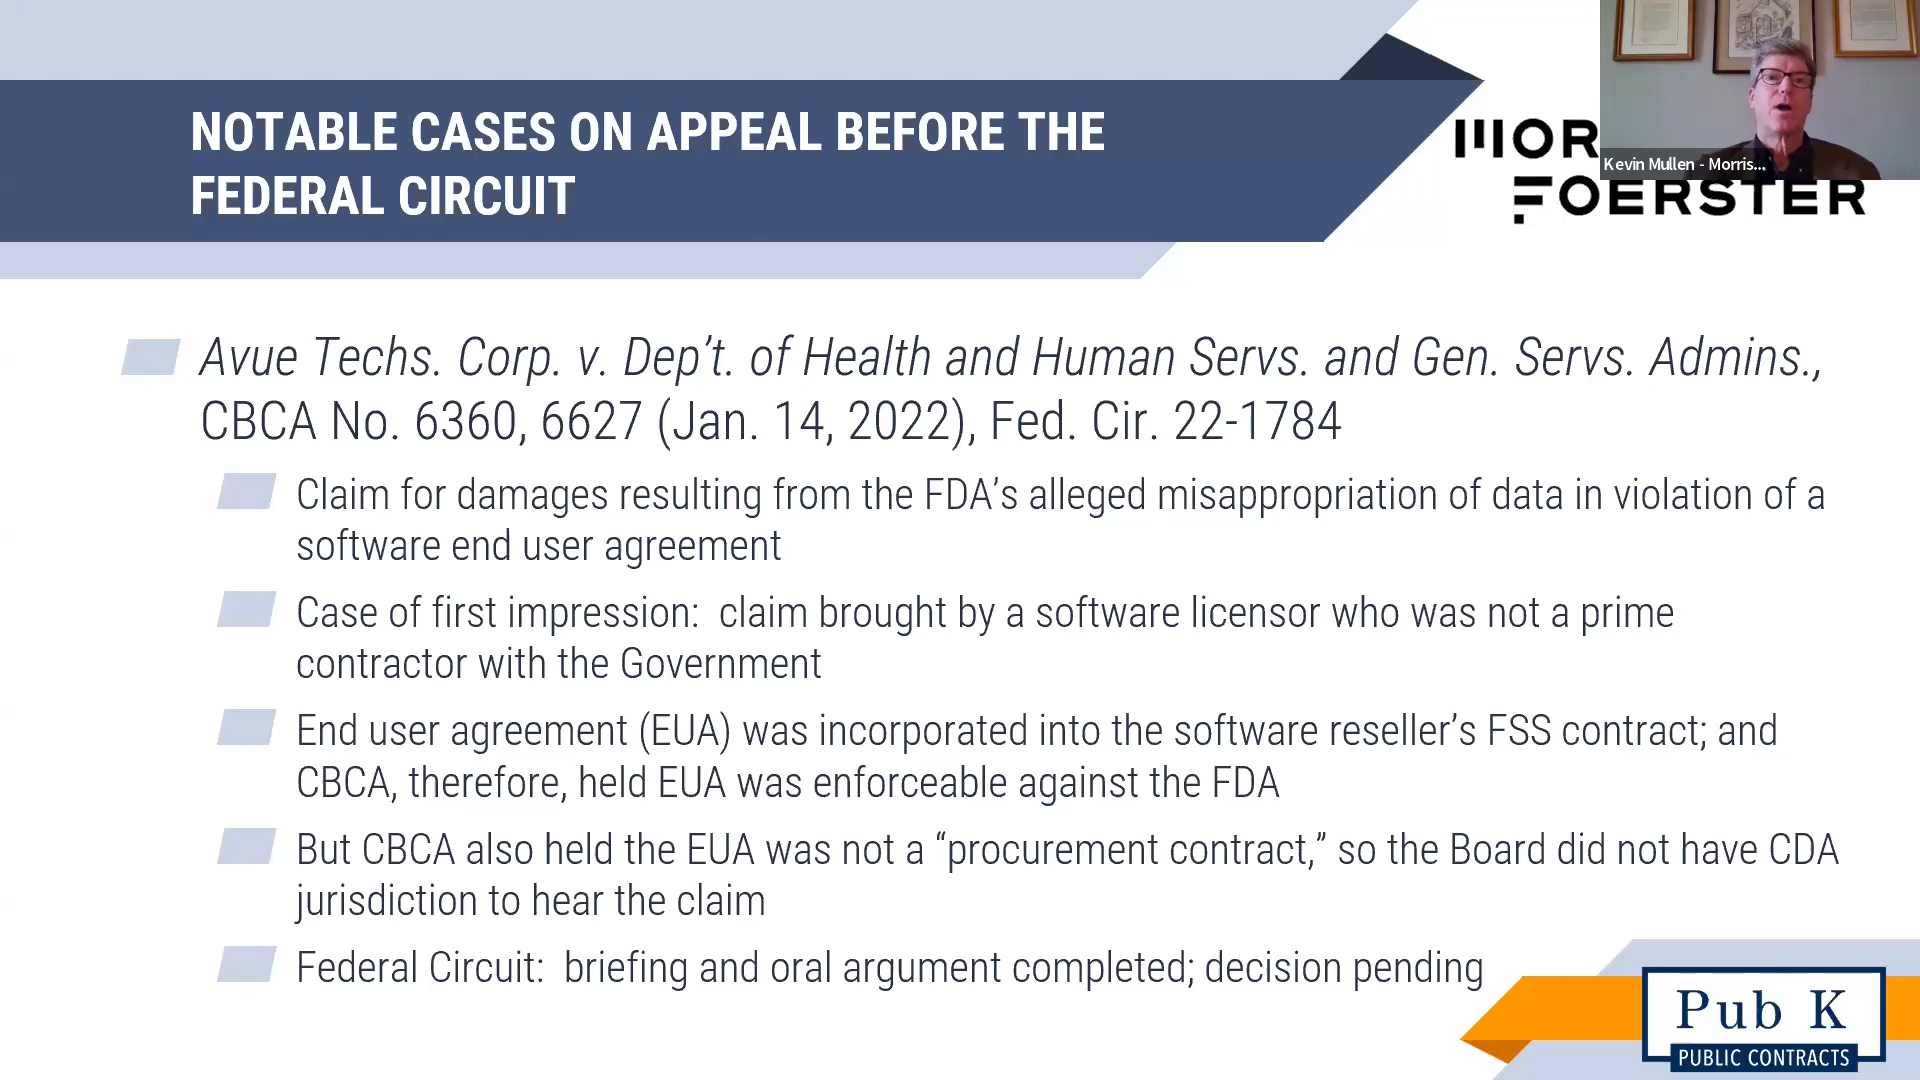 NOTABLE CASES ON APPEAL BEFORE THE
FEDERAL CIRCUIT
MOR
FOERSTER
Kevin Mullen - Morris...
Avue Techs. Corp. v. Dep’t. of Health and Human Servs. and Gen. Servs. Admins.,
CBCA No. 6360, 6627 (Jan. 14, 2022), Fed. Cir. 22-1784
Claim for damages resulting from the FDA’s alleged misappropriation of data in violation of a
software end user agreement
Case of first impression: claim brought by a software licensor who was not a prime
contractor with the Government
End user agreement (EUA) was incorporated into the software reseller’s FSS contract; and
CBCA, therefore, held EUA was enforceable against the FDA
But CBCA also held the EUA was not a “procurement contract,” so the Board did not have CDA
jurisdiction to hear the claim
Federal Circuit: briefing and oral argument completed; decision pending
Pub K
PUBLIC CONTRACTS